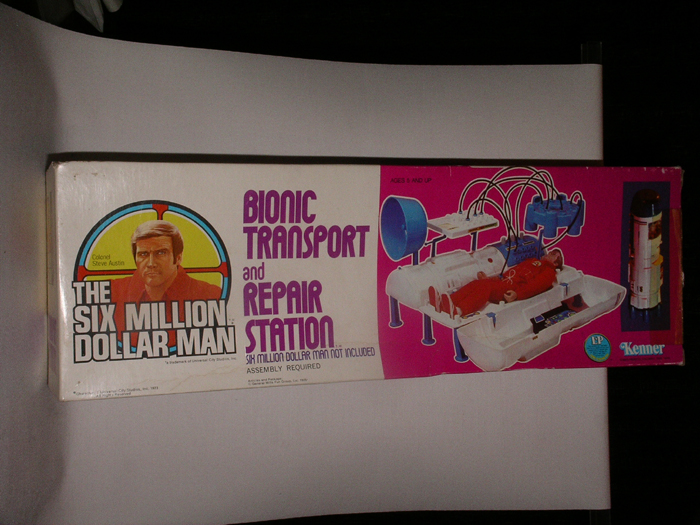 Colonel
Steve Austin
THE
SIX MILLION
DOLLAR MAN
BIONIC
TRANSPORT
and
REPAIR
STATION
SIX MILLION DOLLAR MAN NOT INCLUDED
ASSEMBLY REQUIRED
AGES 5 AND UP
Kenner